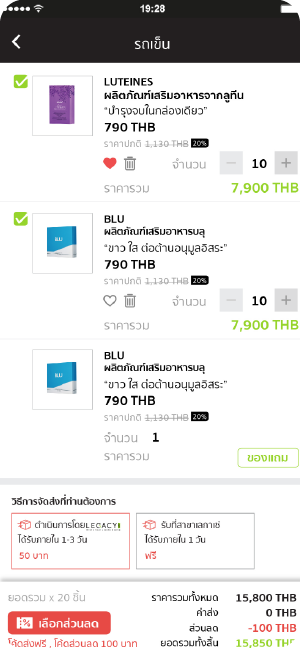 19:28
รถเข็น
LUTEINES
ผลิตภัณฑ์เสริมอาหารจากลูทีน
“บำรุงจบในกล่องเดียว”
790 THB
ราคาปกติ 1,130 THB 20%
จำนวน − 10 +
ราคารวม 7,900 THB
BLU
ผลิตภัณฑ์เสริมอาหารบลู
“ขาว ใส ต่อต้านอนุมูลอิสระ”
790 THB
ราคาปกติ 1,130 THB 20%
จำนวน − 10 +
ราคารวม 7,900 THB
BLU
ผลิตภัณฑ์เสริมอาหารบลู
“ขาว ใส ต่อต้านอนุมูลอิสระ”
790 THB
ราคาปกติ 1,130 THB 20%
จำนวน 1
ราคารวม ของแถม
วิธีการจัดส่งที่ท่านต้องการ
ดำเนินการโดย LEGACY
ได้รับภายใน 1-3 วัน
50 บาท
รับที่สาขาเลกาซี่
ได้รับภายใน 1 วัน
ฟรี
ยอดรวม x 20 ชิ้น
เลือกส่วนลด
โค้ดส่งฟรี , โค้ดส่วนลด 100 บาท
ราคารวมทั้งหมด 15,800 THB
ค่าส่ง 0 THB
ส่วนลด -100 THB
ยอดรวมทั้งสิ้น 15,850 THB